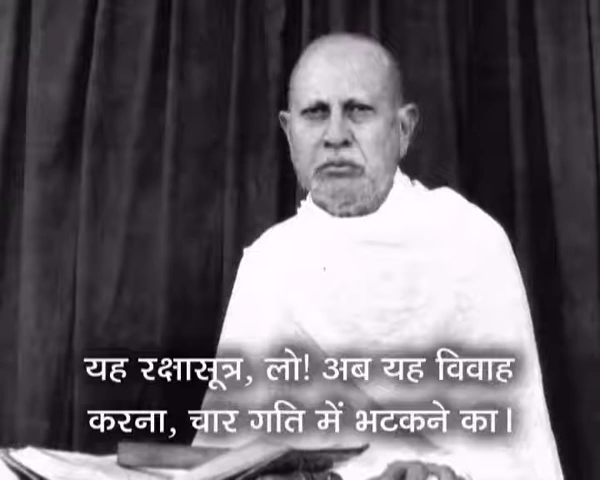 यह रक्षासूत्र, लो! अब यह विवाह
करना, चार गति में भटकने का।